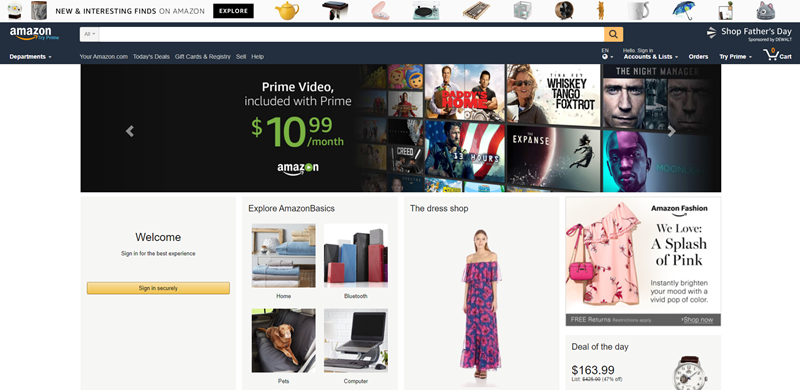 NEW & INTERESTING FINDS ON AMAZON EXPLORE
amazon
Try Prime
All
Shop Father's Day
Sponsored by DEWALT
Departments
Your Amazon.com Today's Deals Gift Cards & Registry Sell Help
EN
Hello. Sign in
Accounts & Lists Orders Try Prime 0 Cart
Prime Video,
included with Prime
$10.99
/month
amazon
DADDY'S HOME
TINA FEY
WHISKEY
TANGO
FOXTROT
THE NIGHT MANAGER
CREED
13 HOURS
THE EXPANSE
MOONLIGHT
Welcome
Sign in for the best experience
Sign in securely
Explore AmazonBasics
Home
Bluetooth
Pets
Computer
The dress shop
Amazon Fashion
We Love:
A Splash
of Pink
Instantly brighten
your mood with a
vivid pop of color.
FREE Returns Restrictions apply.
Shop now
Deal of the day
$163.99
List: $425.00 (47% off)